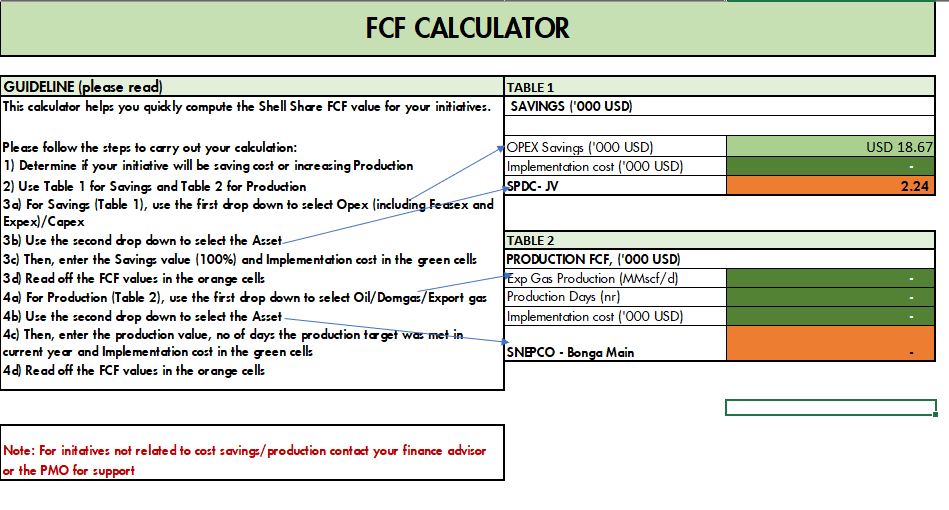 FCF CALCULATOR
GUIDELINE (please read)
This calculator helps you quickly compute the Shell Share FCF value for your initiatives.
Please follow the steps to carry out your calculation:
1) Determine if your initiative will be saving cost or increasing Production
2) Use Table 1 for Savings and Table 2 for Production
3a) For Savings (Table 1), use the first drop down to select Opex (including Feasex and
Expex)/Capex
3b) Use the second drop down to select the Asset
3c) Then, enter the Savings value (100%) and Implementation cost in the green cells
3d) Read off the FCF values in the orange cells
4a) For Production (Table 2), use the first drop down to select Oil/Domgas/Export gas
4b) Use the second drop down to select the Asset
4c) Then, enter the production value, no of days the production target was met in
current year and Implementation cost in the green cells
4d) Read off the FCF values in the orange cells
Note: For initatives not related to cost savings/production contact your finance advisor
or the PMO for support
TABLE 1
SAVINGS ('000 USD)
OPEX Savings ('000 USD) USD 18.67
Implementation cost ('000 USD) -
SPDC- JV 2.24
TABLE 2
PRODUCTION FCF, ('000 USD)
Exp Gas Production (MMscf/d) -
Production Days (nr) -
Implementation cost ('000 USD) -
SNEPCO - Bonga Main -